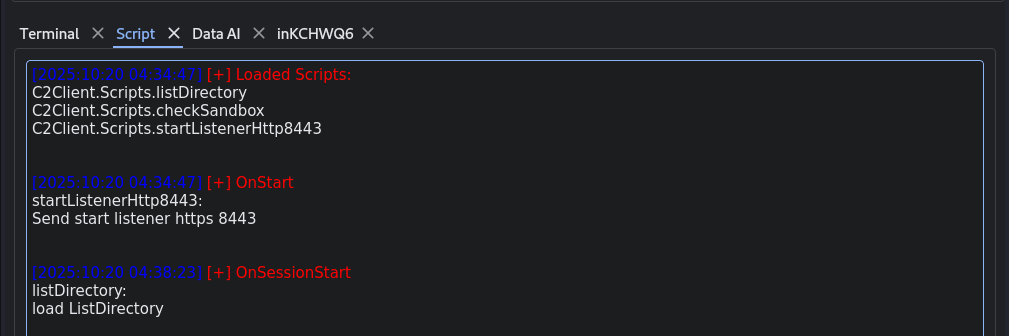 Terminal Script Data AI inKCHWQ6
[2025:10:20 04:34:47] [+] Loaded Scripts:
C2Client.Scripts.listDirectory
C2Client.Scripts.checkSandbox
C2Client.Scripts.startListenerHttp8443
[2025:10:20 04:34:47] [+] OnStart
startListenerHttp8443:
Send start listener https 8443
[2025:10:20 04:38:23] [+] OnSessionStart
listDirectory:
load ListDirectory